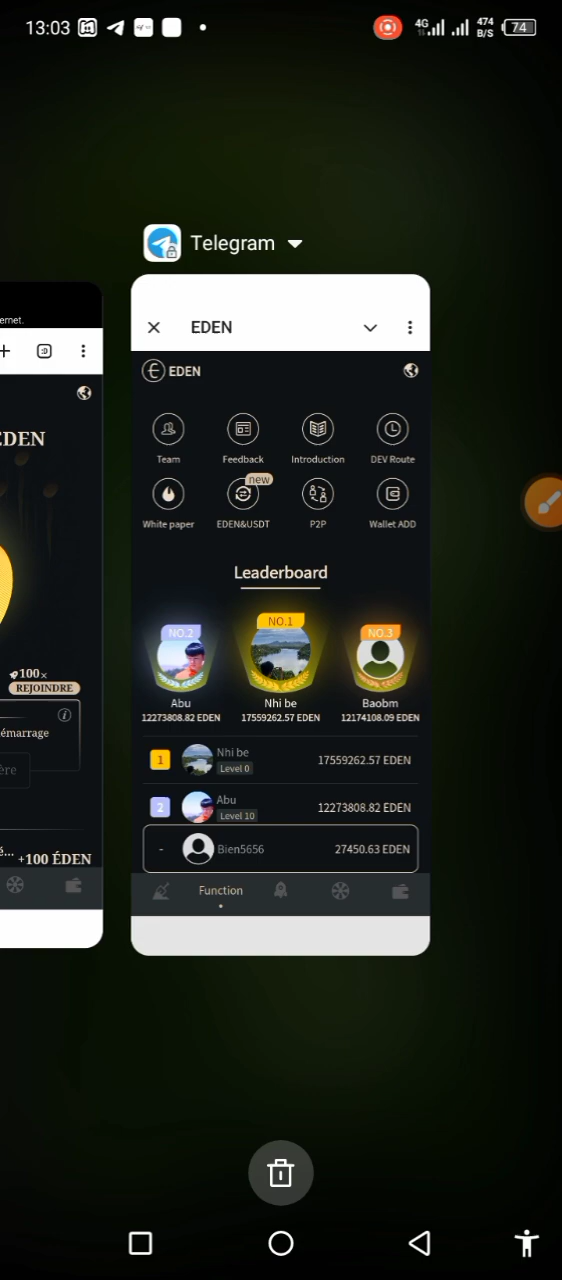 13:03
4G
474
B/S
74
Telegram
ernet.
EDEN
EDEN
EDEN
Team
Feedback
Introduction
DEV Route
new
White paper
EDEN&USDT
P2P
Wallet ADD
Leaderboard
NO.2
NO.1
NO.3
Abu
Nhi be
Baobm
12273808.82 EDEN
17559262.57 EDEN
12174108.09 EDEN
100x
REJOINDRE
émarrage
ère
1
Nhi be
Level 0
17559262.57 EDEN
2
Abu
Level 10
12273808.82 EDEN
-
Bien5656
27450.63 EDEN
é...
+100 ÉDEN
Function